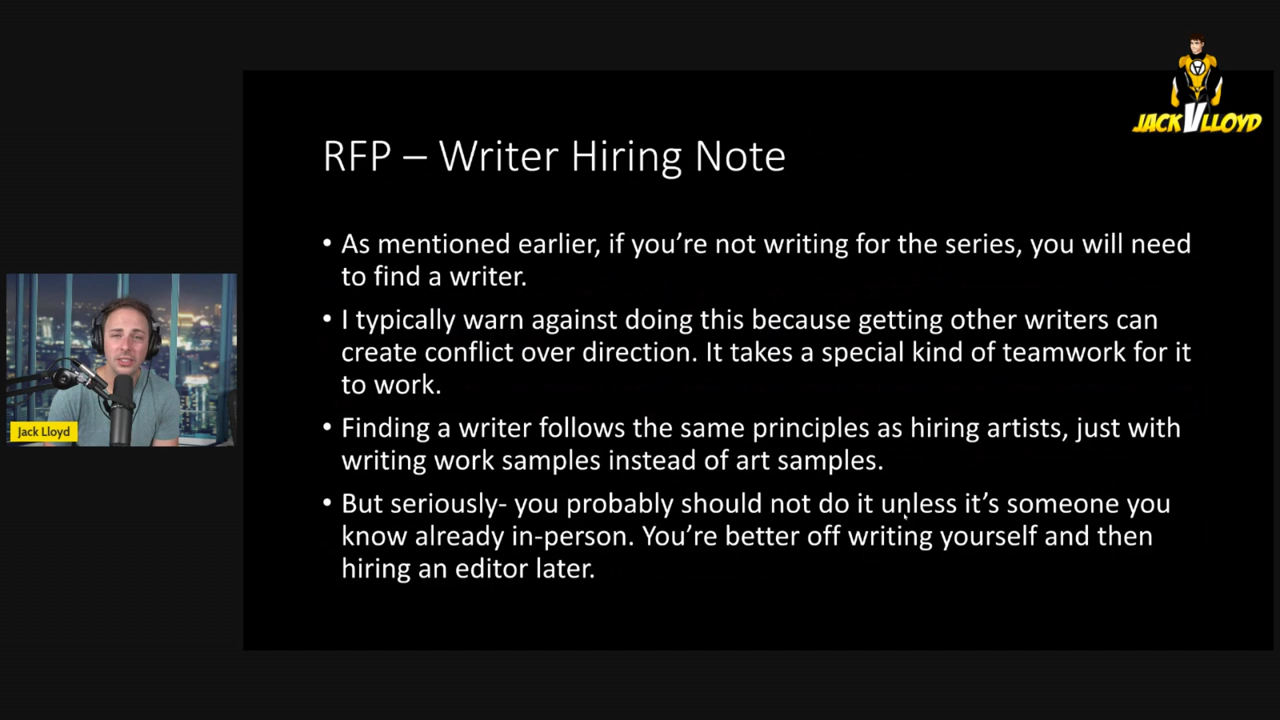 JACK V LLOYD
RFP – Writer Hiring Note
• As mentioned earlier, if you’re not writing for the series, you will need
to find a writer.
• I typically warn against doing this because getting other writers can
create conflict over direction. It takes a special kind of teamwork for it
to work.
• Finding a writer follows the same principles as hiring artists, just with
writing work samples instead of art samples.
• But seriously- you probably should not do it unless it’s someone you
know already in-person. You’re better off writing yourself and then
hiring an editor later.
Jack Lloyd